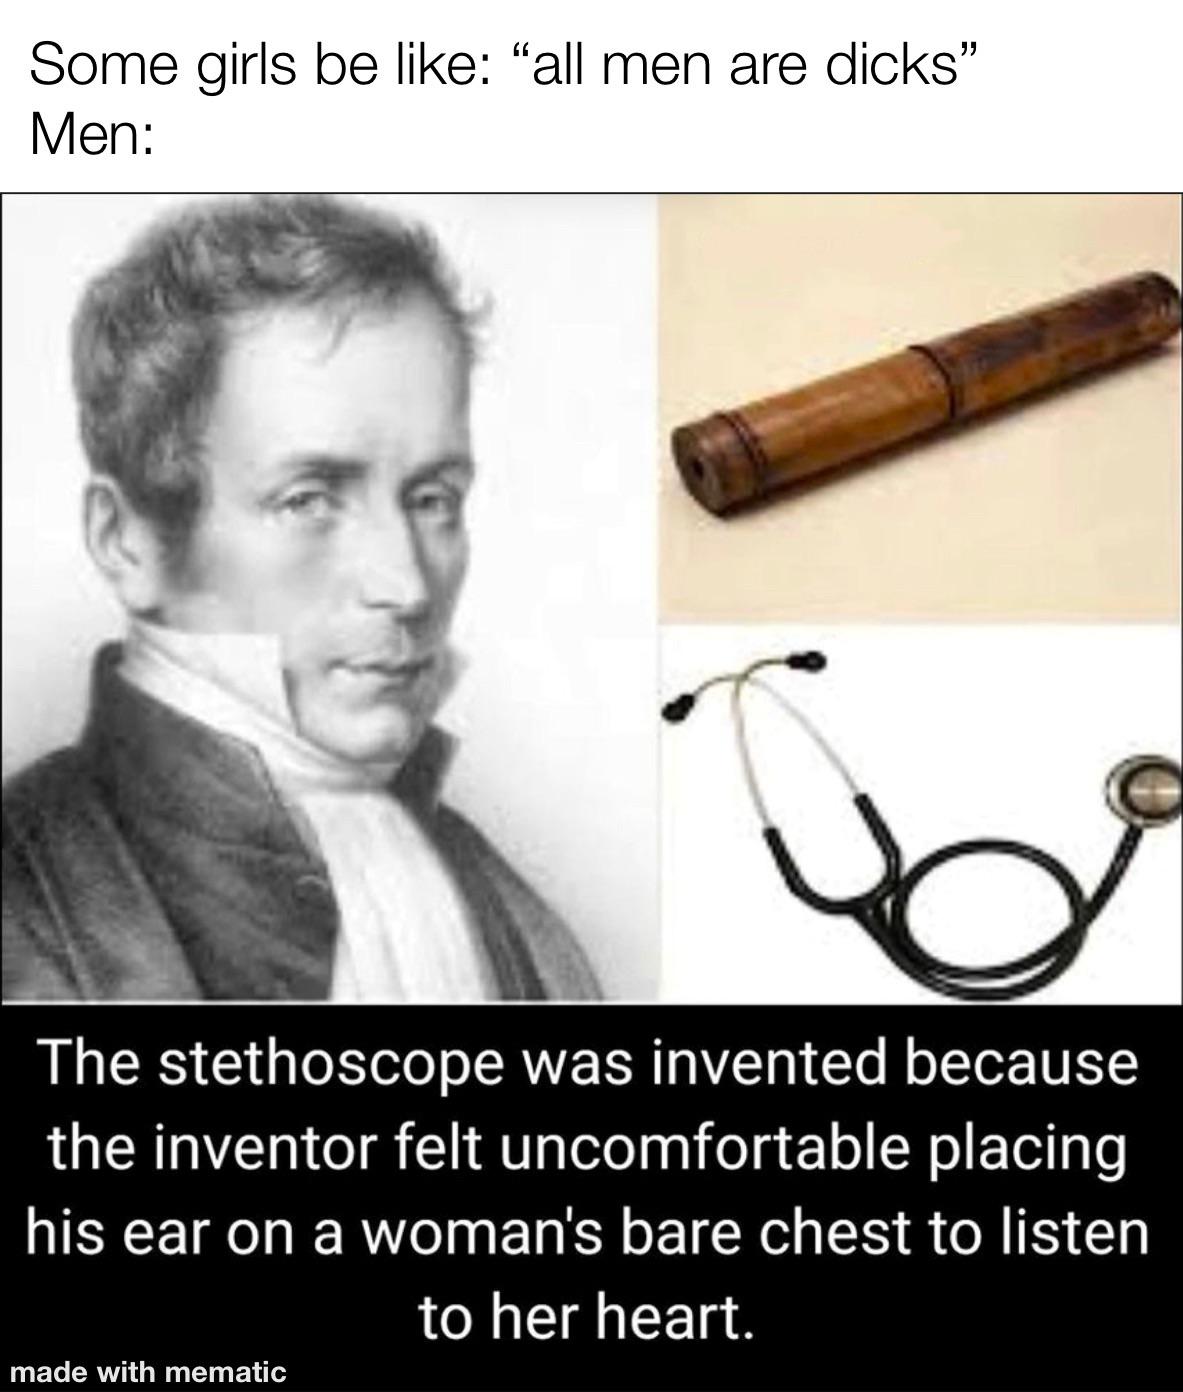 Some girls be like: “all men are dicks”
Men:
The stethoscope was invented because
the inventor felt uncomfortable placing
his ear on a woman's bare chest to listen
to her heart.
made with mematic